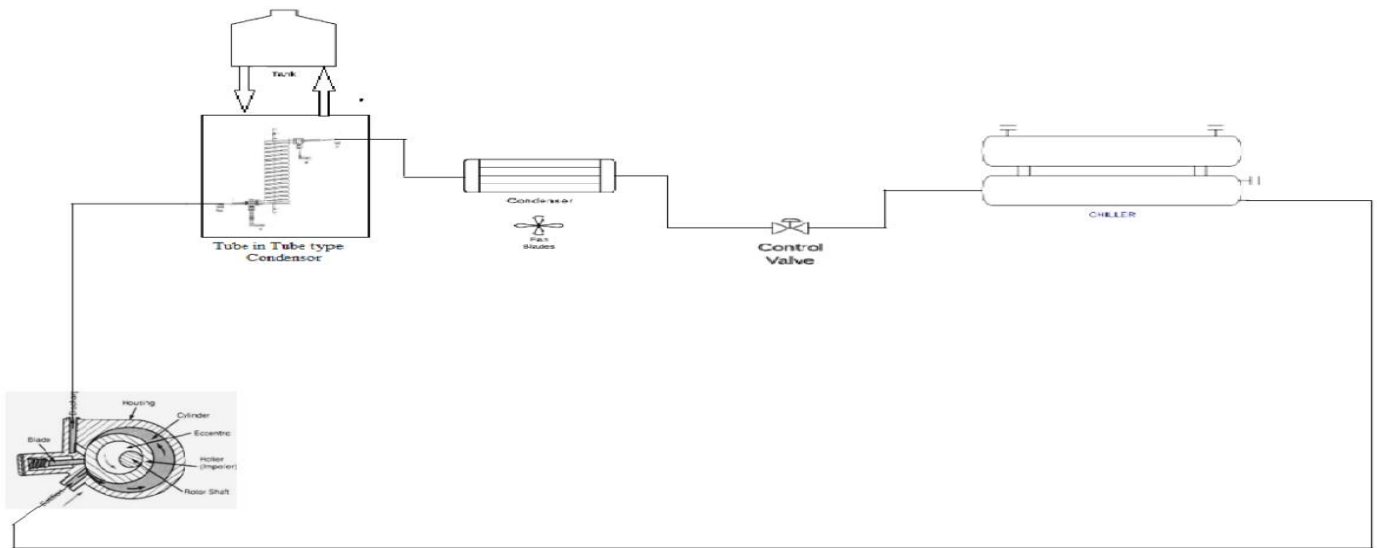 Tank
Tube in Tube type
Condensor
Condenser
Fan
Blades
Control
Valve
CHILLER
Housing
Cylinder
Eccentric
Blade
Roller
(Impeler)
Rotor Shaft